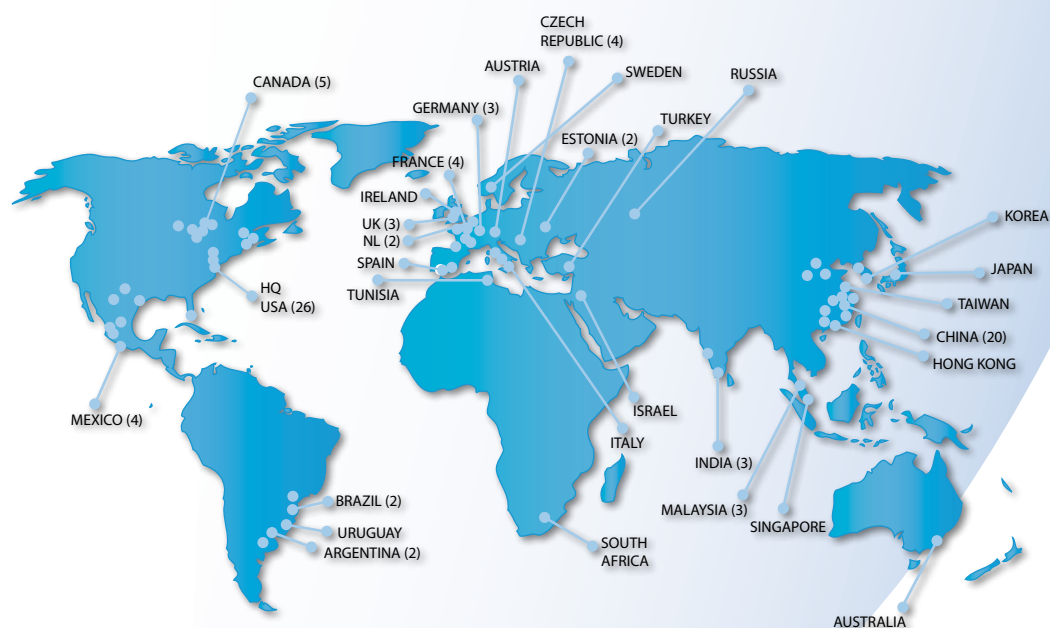 CZECH
REPUBLIC (4)
AUSTRIA
SWEDEN
RUSSIA
CANADA (5)
GERMANY (3)
TURKEY
ESTONIA (2)
FRANCE (4)
IRELAND
UK (3)
NL (2)
SPAIN
TUNISIA
KOREA
JAPAN
TAIWAN
CHINA (20)
HONG KONG
HQ
USA (26)
MEXICO (4)
ISRAEL
ITALY
INDIA (3)
MALAYSIA (3)
SINGAPORE
BRAZIL (2)
URUGUAY
ARGENTINA (2)
SOUTH
AFRICA
AUSTRALIA